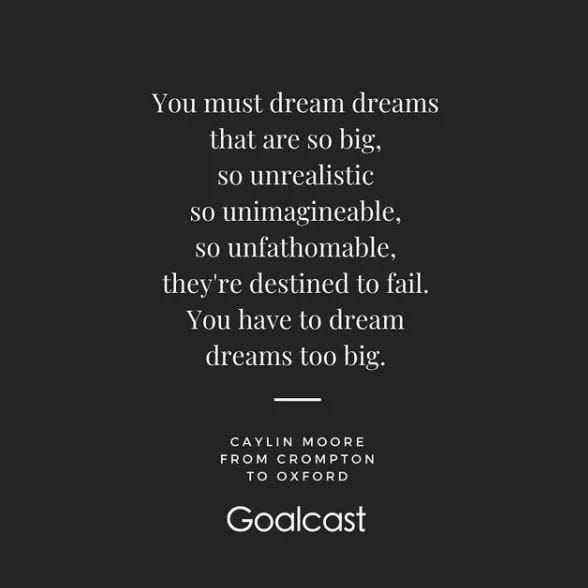 You must dream dreams
that are so big,
so unrealistic
so unimagineable,
so unfathomable,
they're destined to fail.
You have to dream
dreams too big.
CAYLIN MOORE
FROM CROMPTON
TO OXFORD
Goalcast